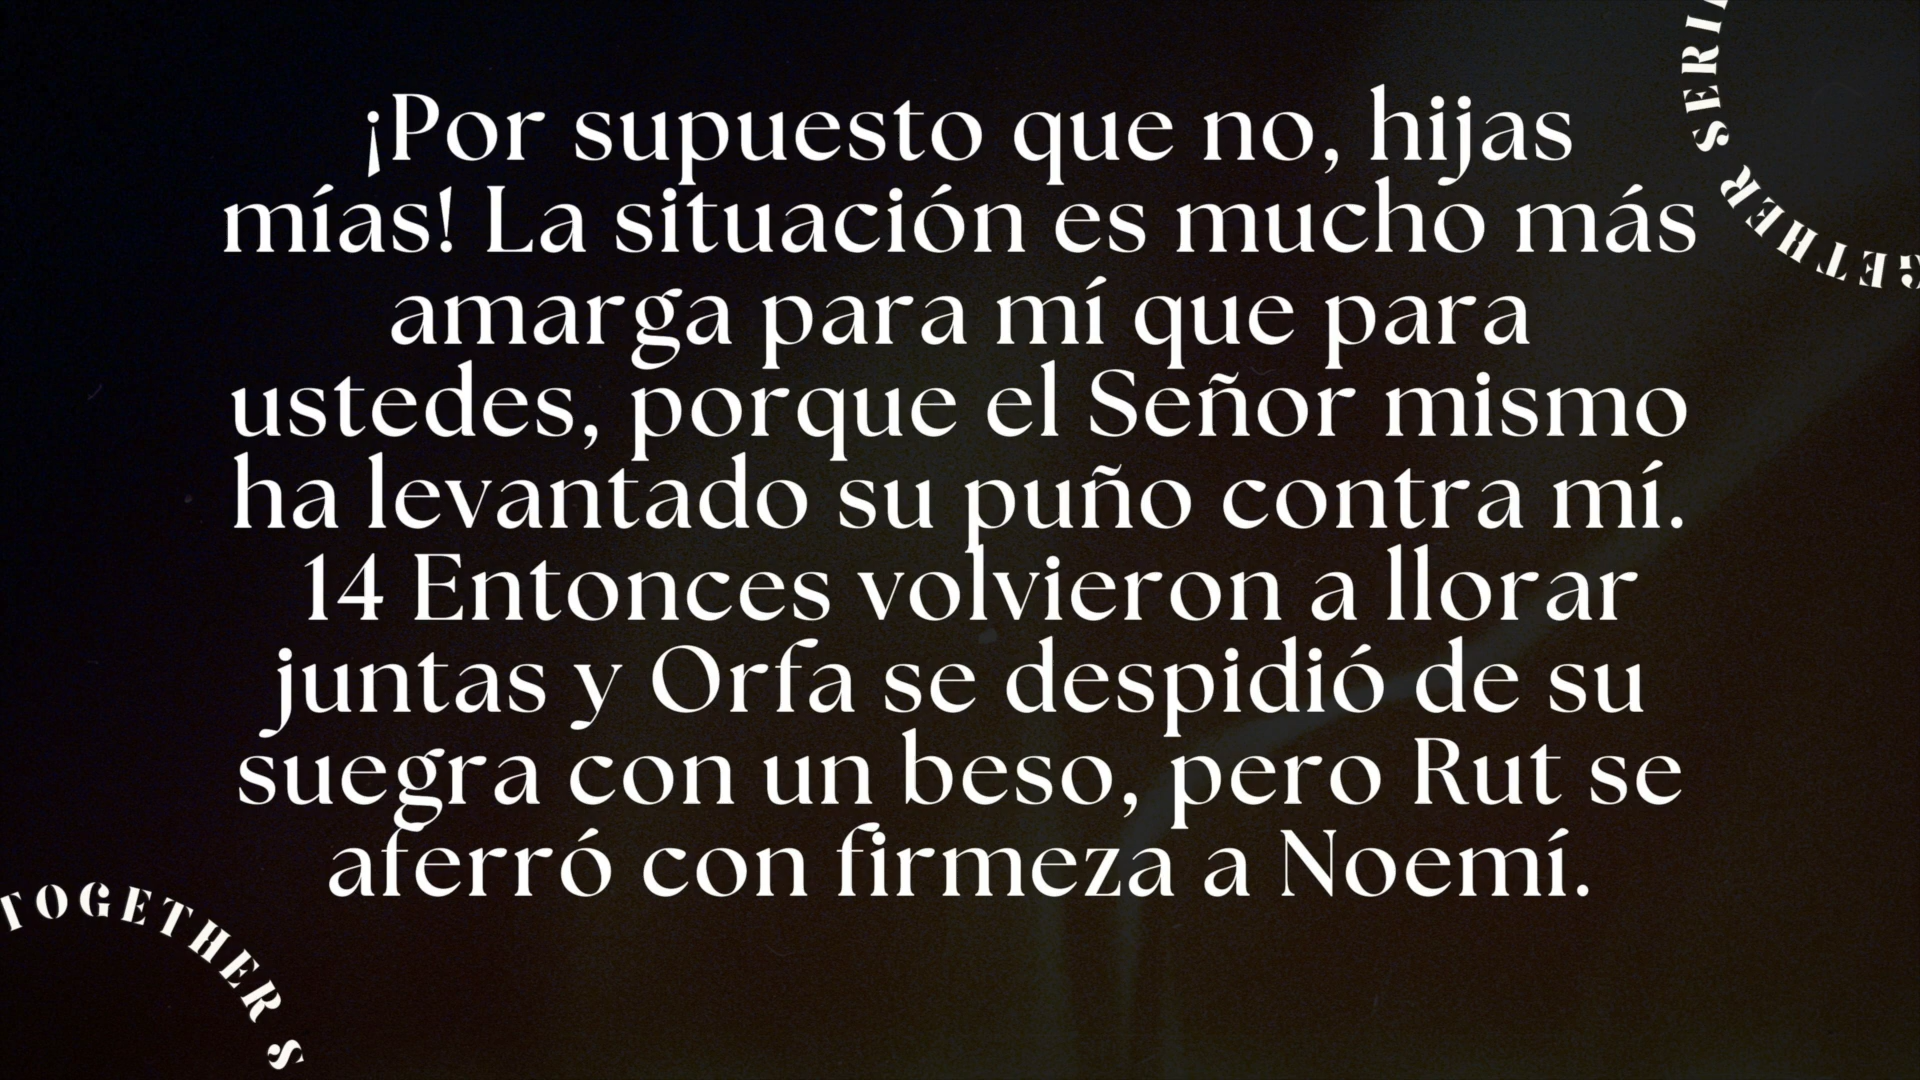 ¡Por supuesto que no, hijas
mías! La situación es mucho más
amarga para mí que para
ustedes, porque el Señor mismo
ha levantado su puño contra mí.
14 Entonces volvieron a llorar
juntas y Orfa se despidió de su
suegra con un beso, pero Rut se
aferró con firmeza a Noemí.
GETHER SERI
TOGETHER S